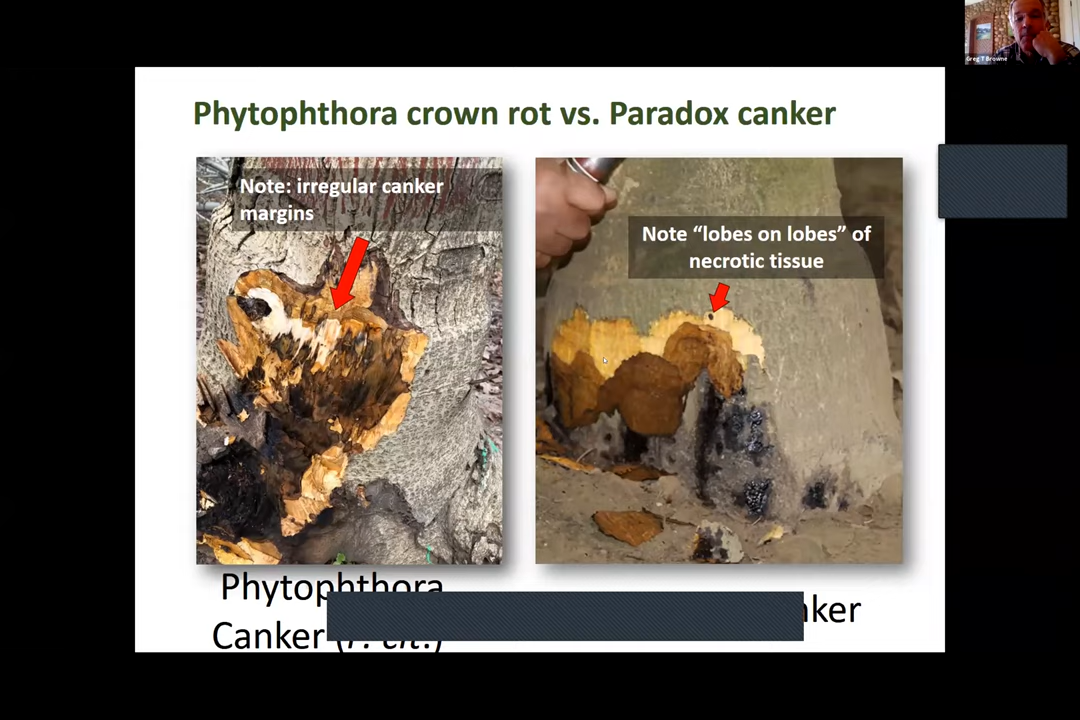 Greg T Browne
Phytophthora crown rot vs. Paradox canker
Note: irregular canker
margins
Note “lobes on lobes” of
necrotic tissue
Phytophthora
Canker